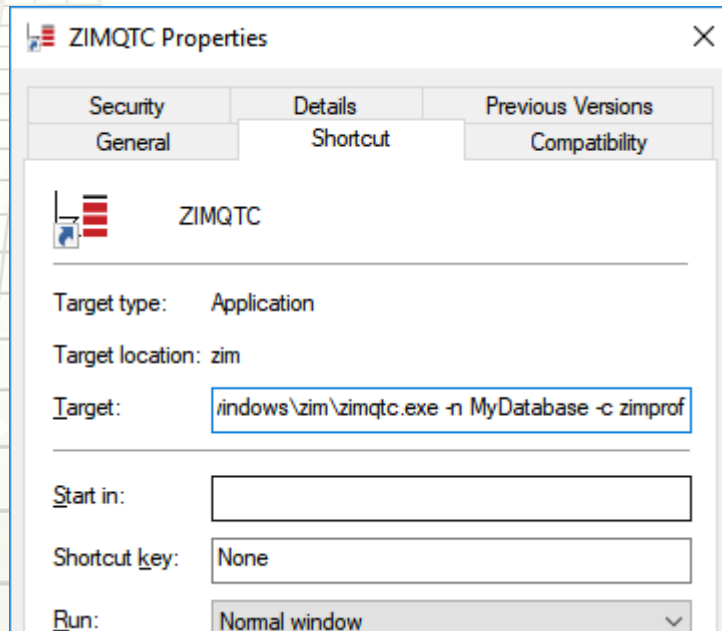 ZIMQTC Properties
Security Details Previous Versions
General Shortcut Compatibility
ZIMQTC
Target type: Application
Target location: zim
Target: \zim\zimqtc.exe -n MyDatabase -c zimprof
Start in:
Shortcut key: None
Run: Normal window